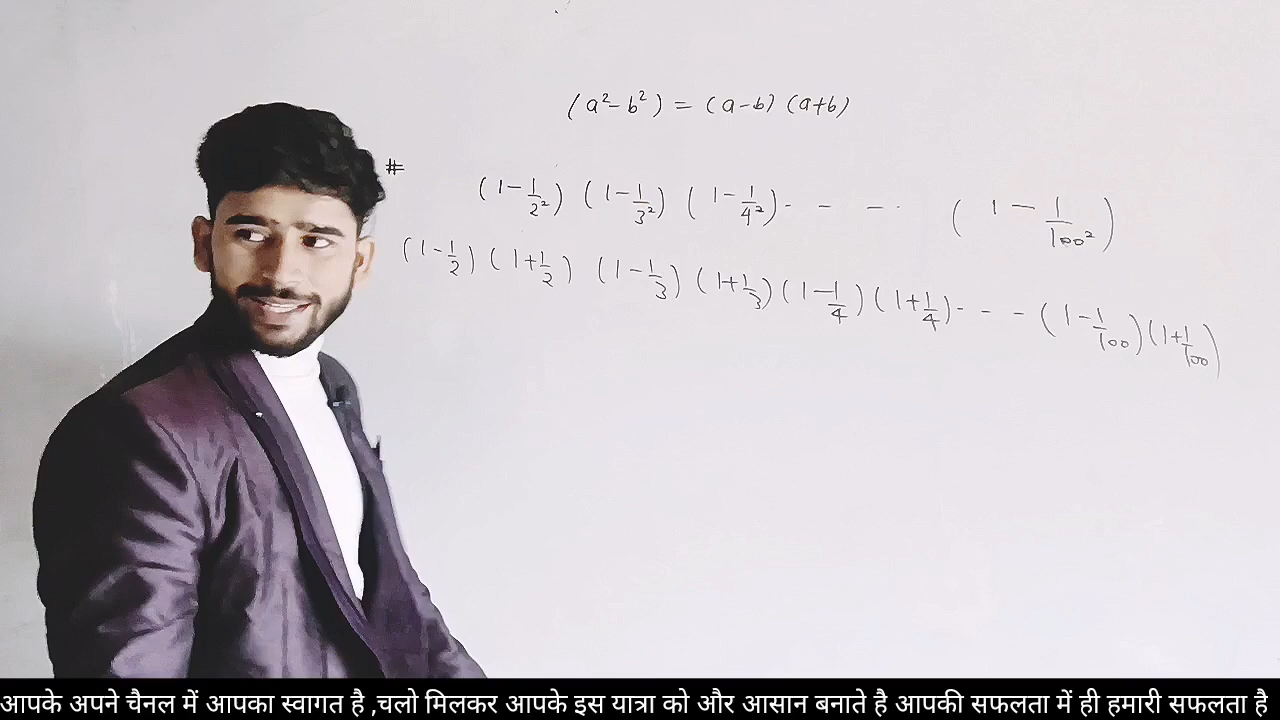 (a²-b²) = (a-b) (a+b)
#
(1-1/2²) (1-1/3²) (1-1/4²)- - - - (1-1/100²)
(1-1/2) (1+1/2) (1-1/3) (1+1/3) (1-1/4) (1+1/4)- - - (1-1/100) (1+1/100)
आपके अपने चैनल में आपका स्वागत है ,चलो मिलकर आपके इस यात्रा को और आसान बनाते है आपकी सफलता में ही हमारी सफलता है